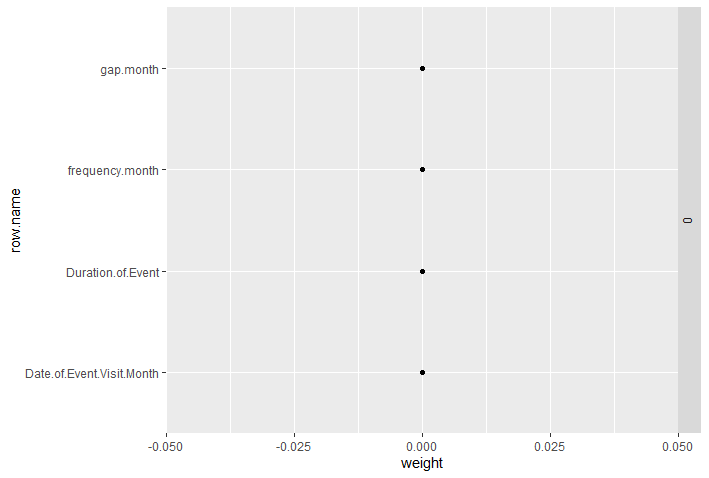 gap.month
frequency.month
Duration.of.Event
Date.of.Event.Visit.Month
row.name
0
-0.050 -0.025 0.000 0.025 0.050
weight